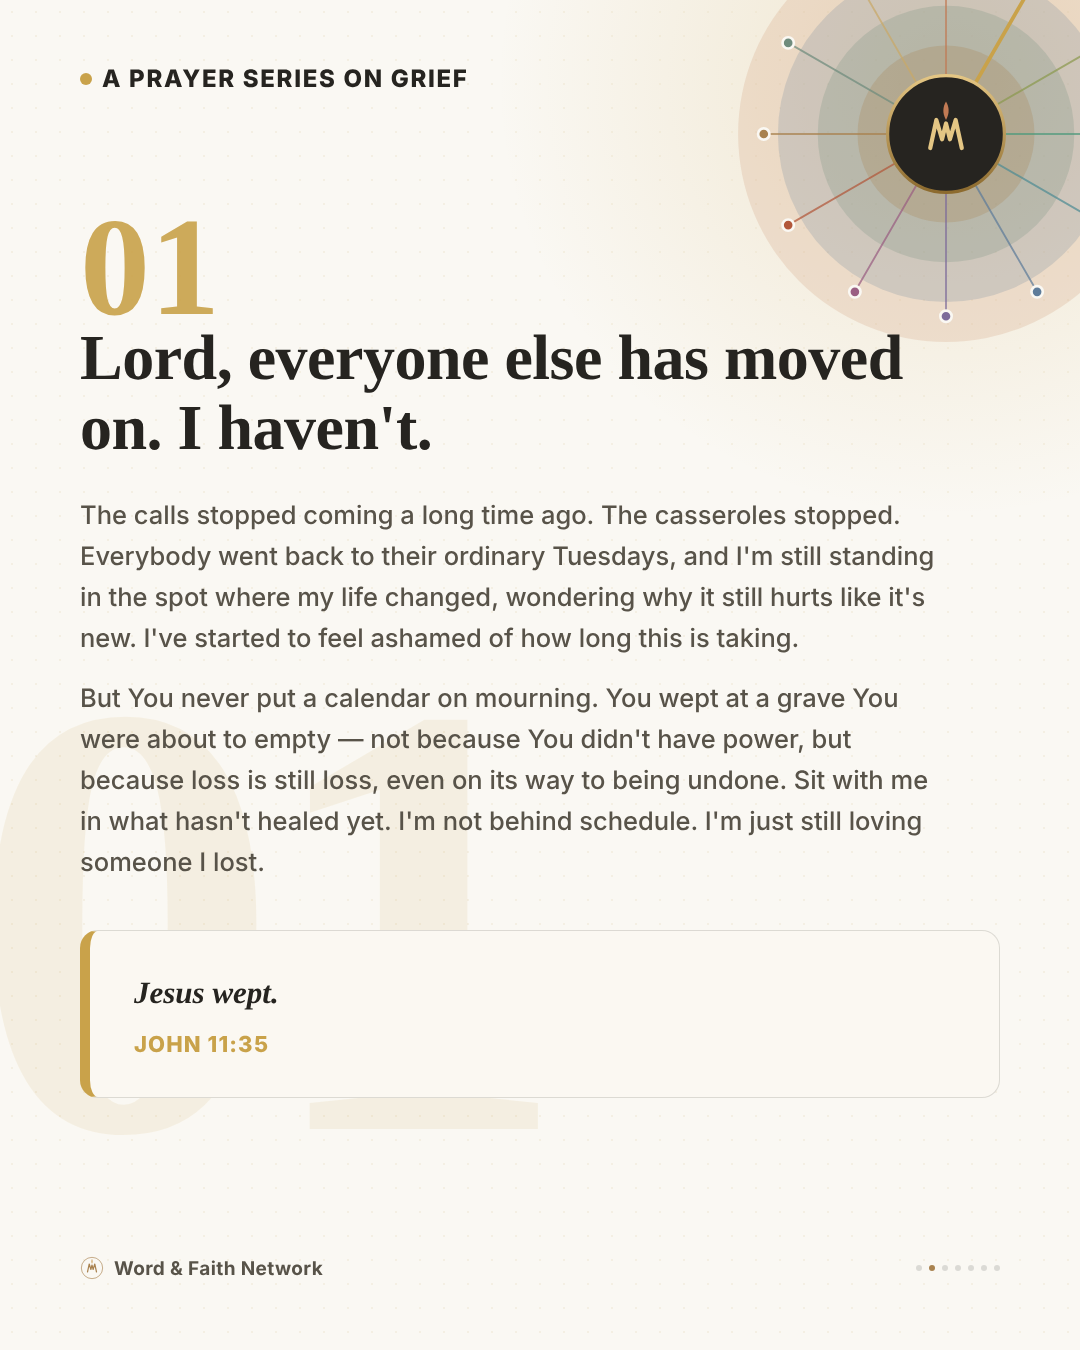 A PRAYER SERIES ON GRIEF
01
Lord, everyone else has moved
on. I haven't.
The calls stopped coming a long time ago. The casseroles stopped.
Everybody went back to their ordinary Tuesdays, and I'm still standing
in the spot where my life changed, wondering why it still hurts like it's
new. I've started to feel ashamed of how long this is taking.
But You never put a calendar on mourning. You wept at a grave You
were about to empty — not because You didn't have power, but
because loss is still loss, even on its way to being undone. Sit with me
in what hasn't healed yet. I'm not behind schedule. I'm just still loving
someone I lost.
01
Jesus wept.
JOHN 11:35
Word & Faith Network